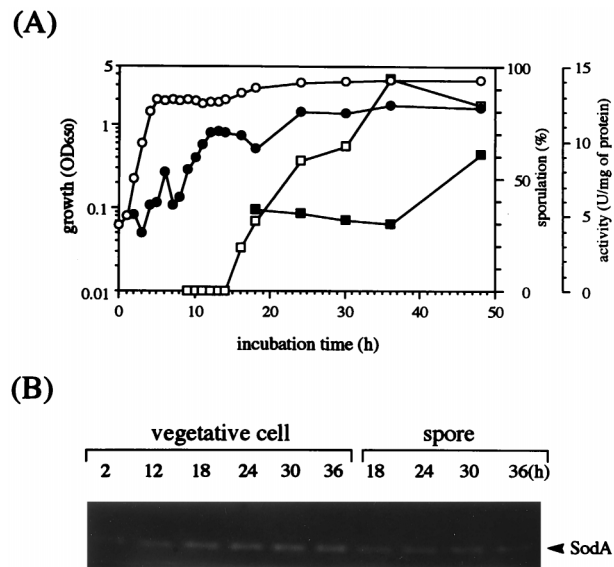 (A)
5
1
0.1
0.01
growth (OD650)
0
10
20
30
40
50
incubation time (h)
100
50
0
sporulation (%)
15
10
5
0
activity (U/mg of protein)
(B)
vegetative cell spore
2 12 18 24 30 36 18 24 30 36(h)
SodA